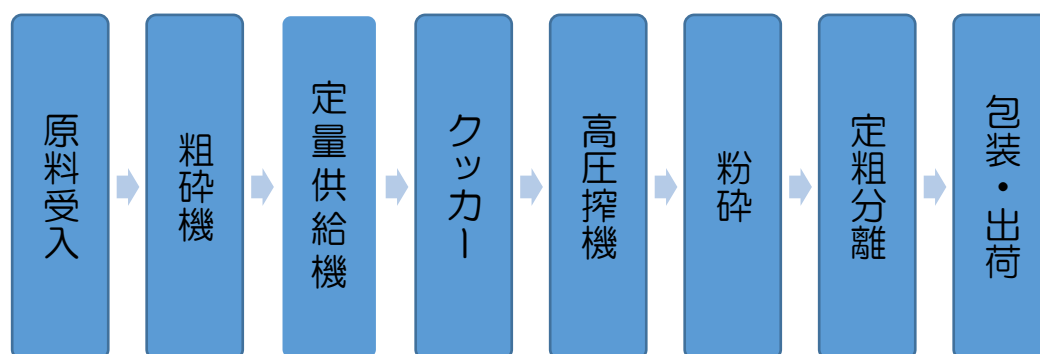 原料受入
粗砕機
定量供給機
クッカー
高圧搾機
粉砕
定粗分離
包装・出荷